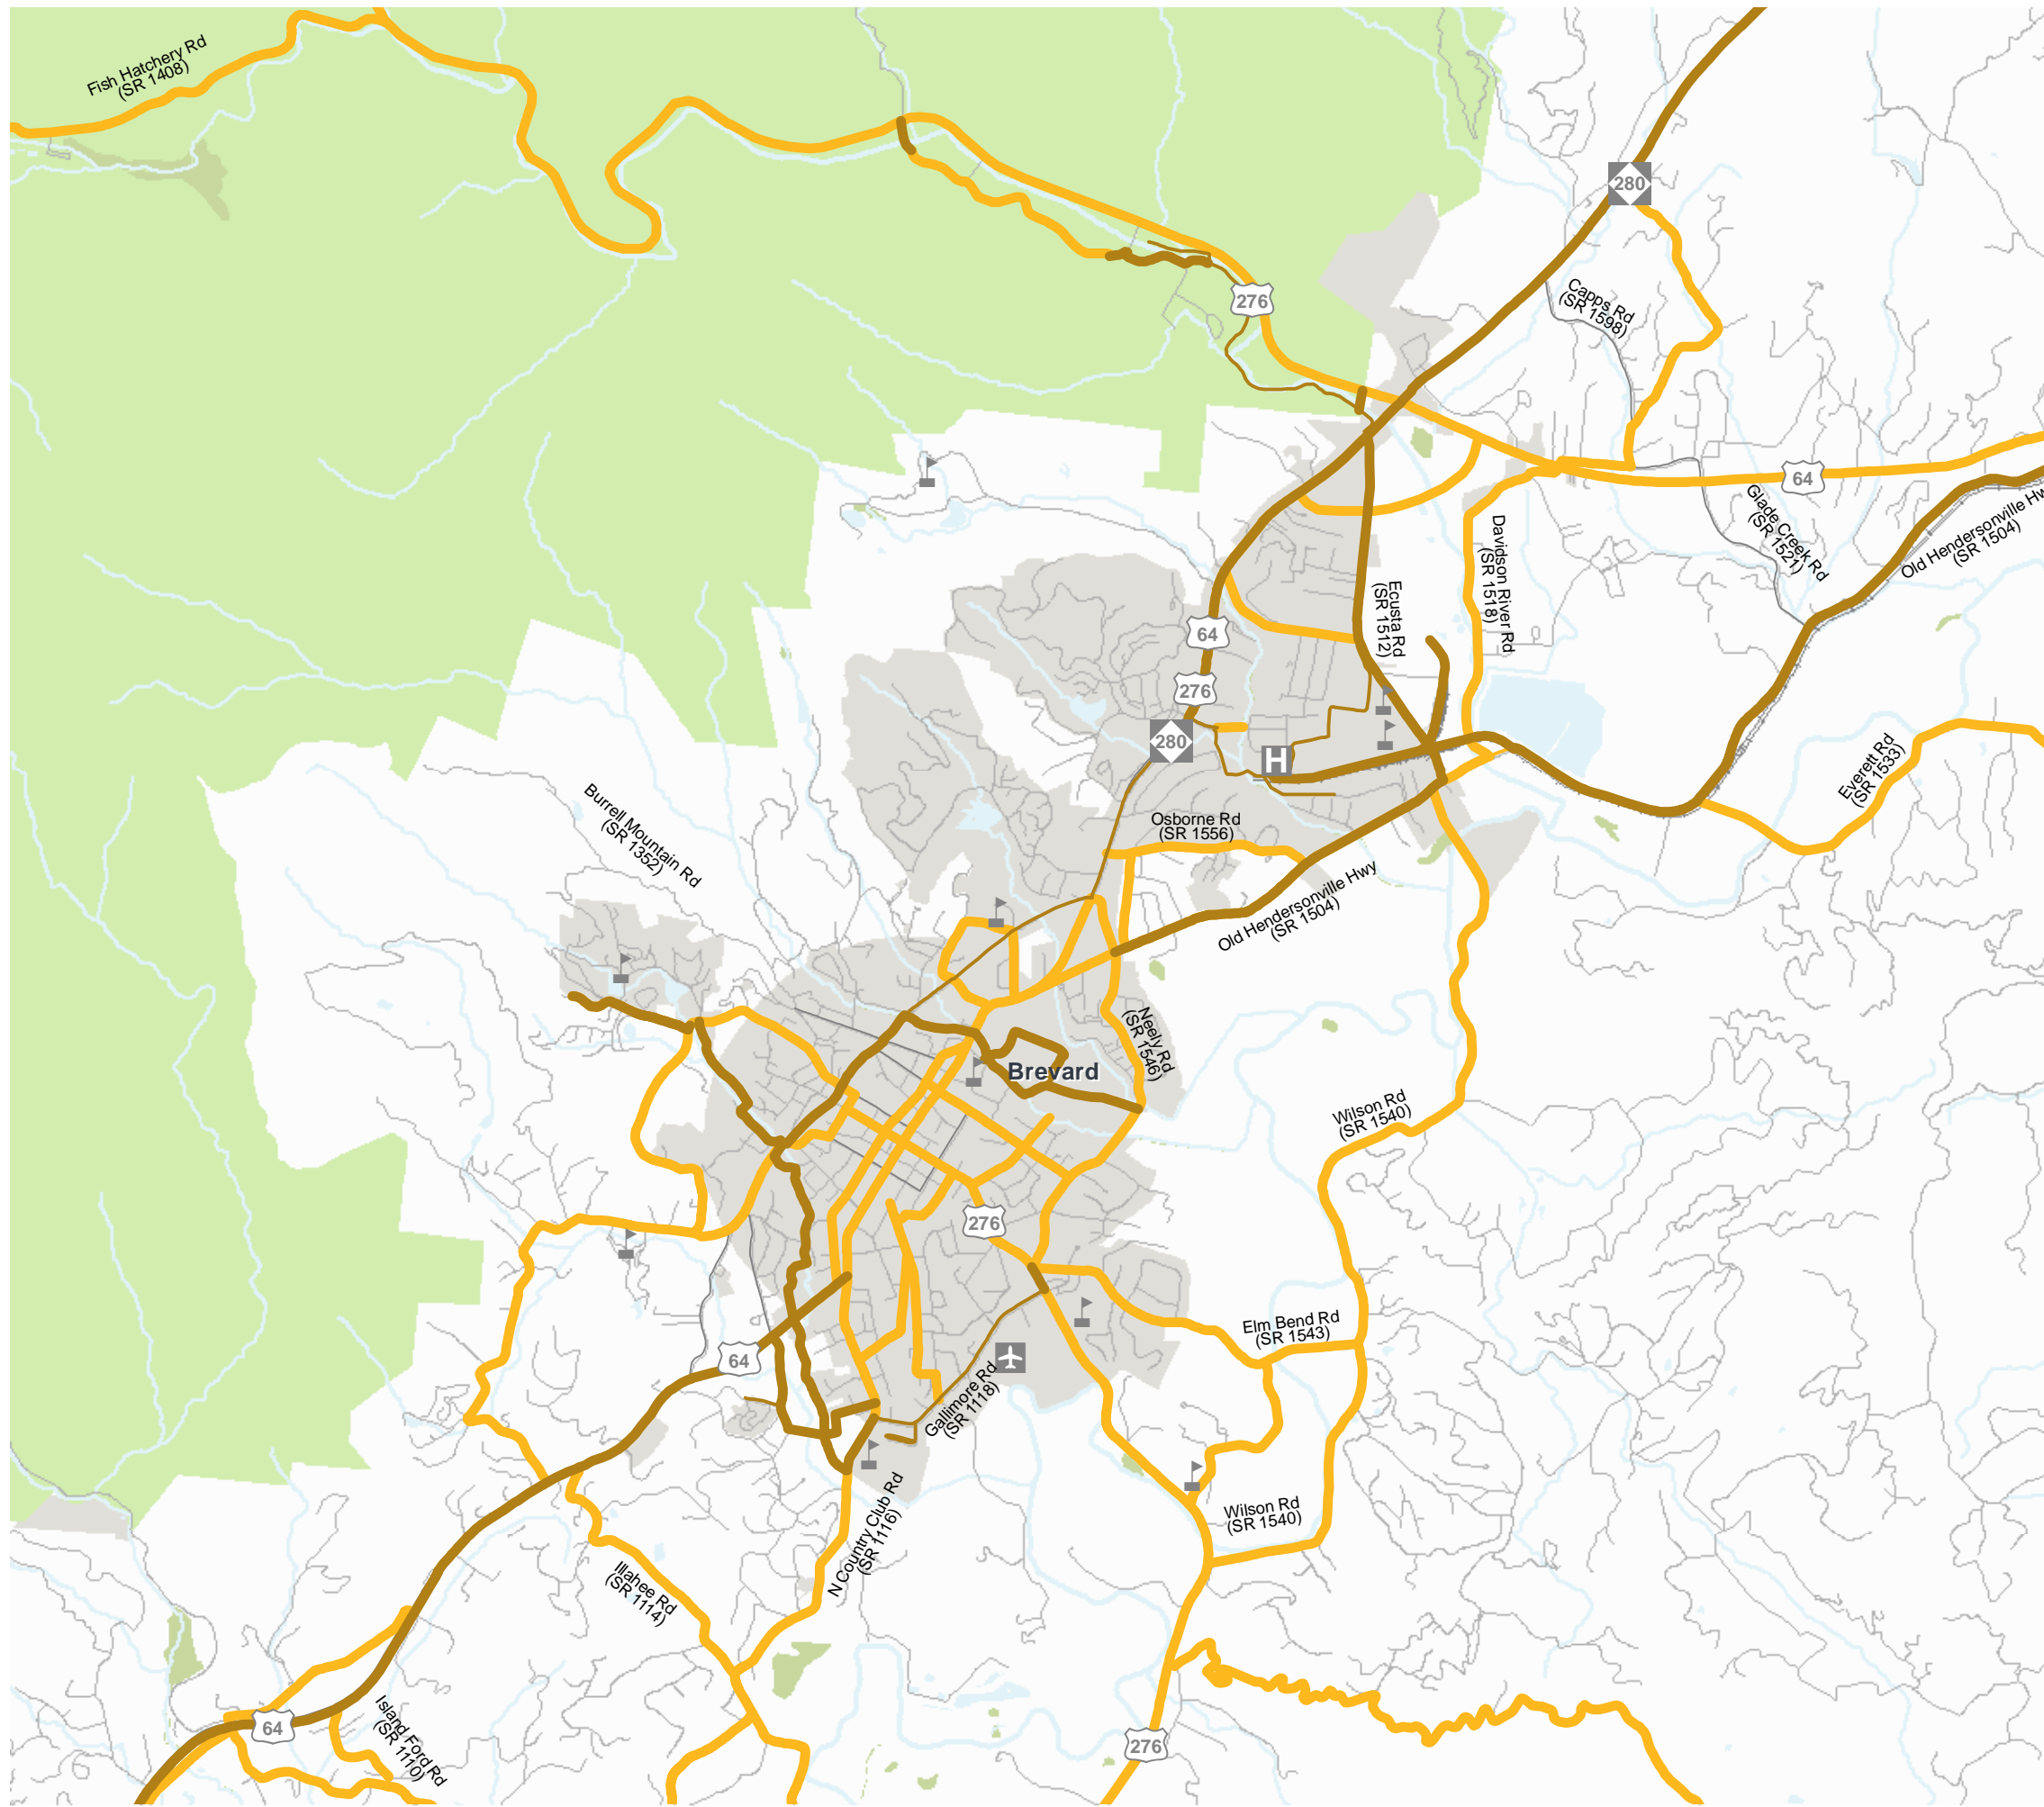 Fish Hatchery Rd
(SR 1408)
280
276
Capps Rd
(SR 1598)
64
Glade Creek Rd
(SR 1521)
Old Hendersonville Hw
(SR 1504)
Davidson River Rd
(SR 1518)
Ecusta Rd
(SR 1512)
64
276
280
H
Everett Rd
(SR 1533)
Burrell Mountain Rd
(SR 1352)
Osborne Rd
(SR 1556)
Old Hendersonville Hwy
(SR 1504)
Neely Rd
(SR 1546)
Brevard
Wilson Rd
(SR 1540)
276
Elm Bend Rd
(SR 1543)
64
Gallimore Rd
(SR 1118)
N Country Club Rd
(SR 1116)
Wilson Rd
(SR 1540)
Illahee Rd
(SR 1114)
Island Ford Rd
(SR 1110)
64
276